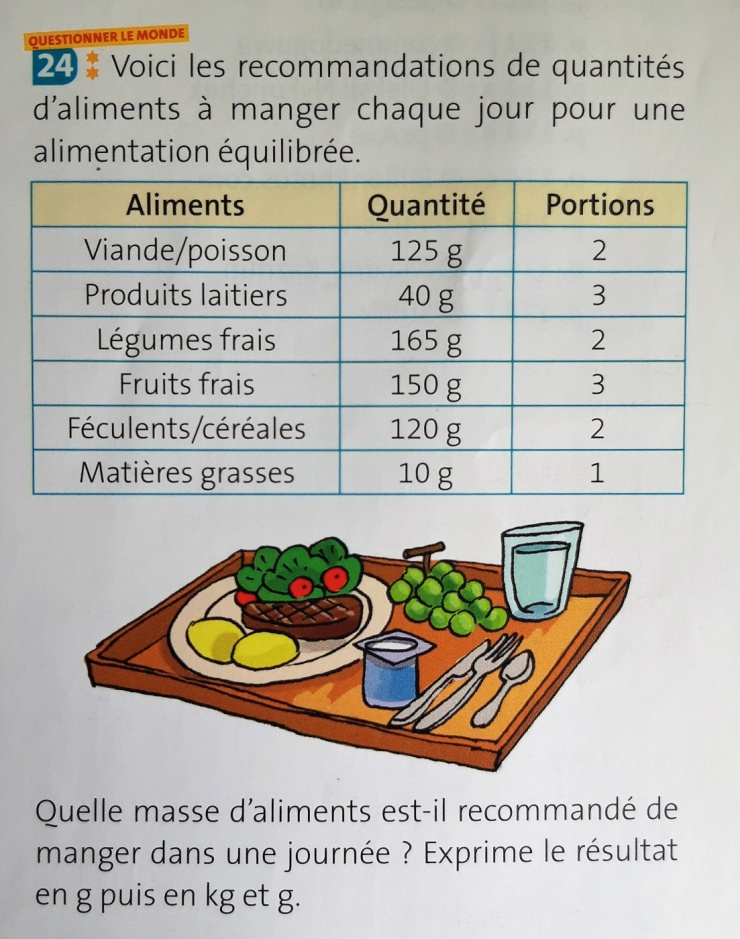 QUESTIONNER LE MONDE
24 Voici les recommandations de quantités
d'aliments à manger chaque jour pour une
alimentation équilibrée.
Aliments Quantité Portions
Viande/poisson 125 g 2
Produits laitiers 40 g 3
Légumes frais 165 g 2
Fruits frais 150 g 3
Féculents/céréales 120 g 2
Matières grasses 10 g 1
Quelle masse d'aliments est-il recommandé de
manger dans une journée ? Exprime le résultat
en g puis en kg et g.